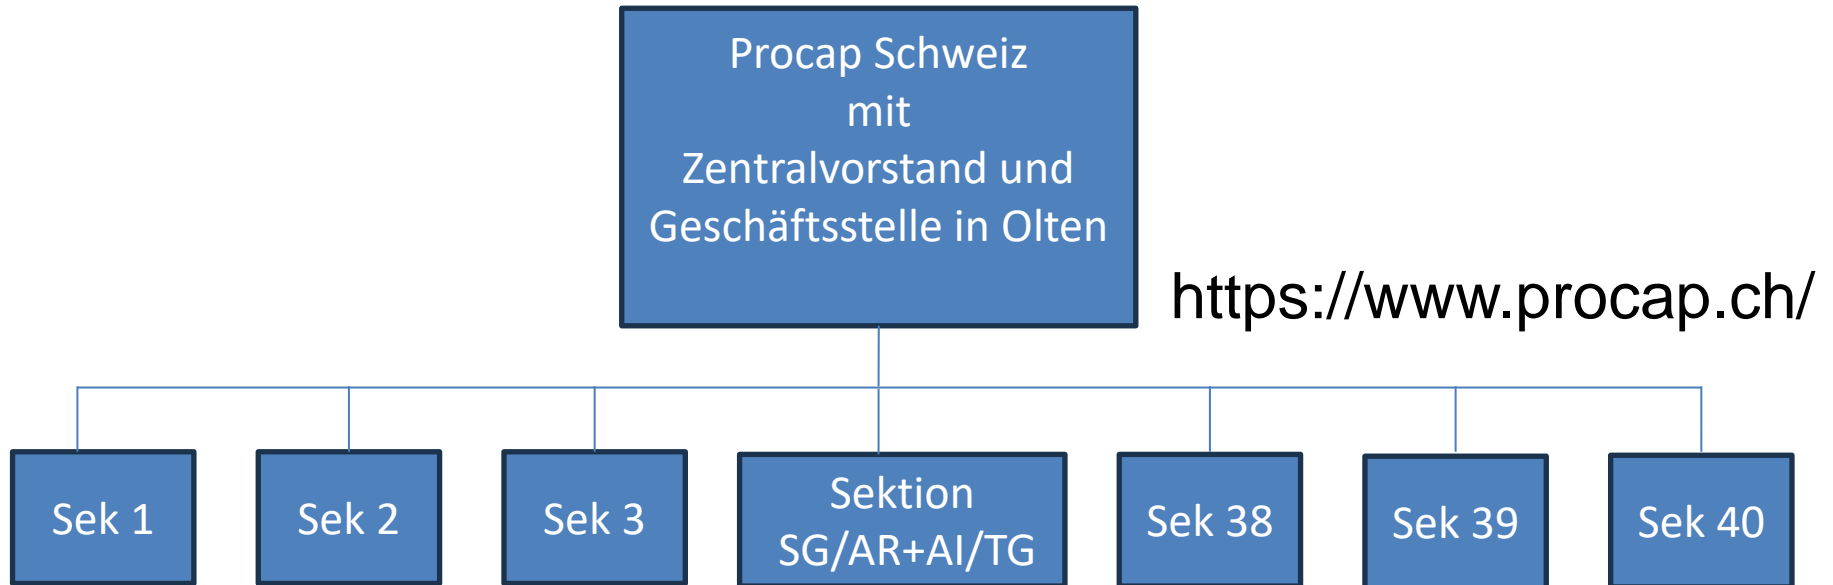 Procap Schweiz
mit
Zentralvorstand und
Geschäftsstelle in Olten
https://www.procap.ch/
Sek 1
Sek 2
Sek 3
Sektion
SG/AR+AI/TG
Sek 38
Sek 39
Sek 40